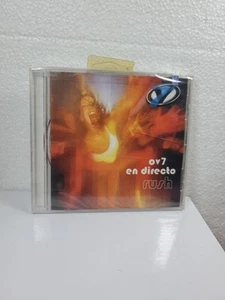 ov7
en directo
rush